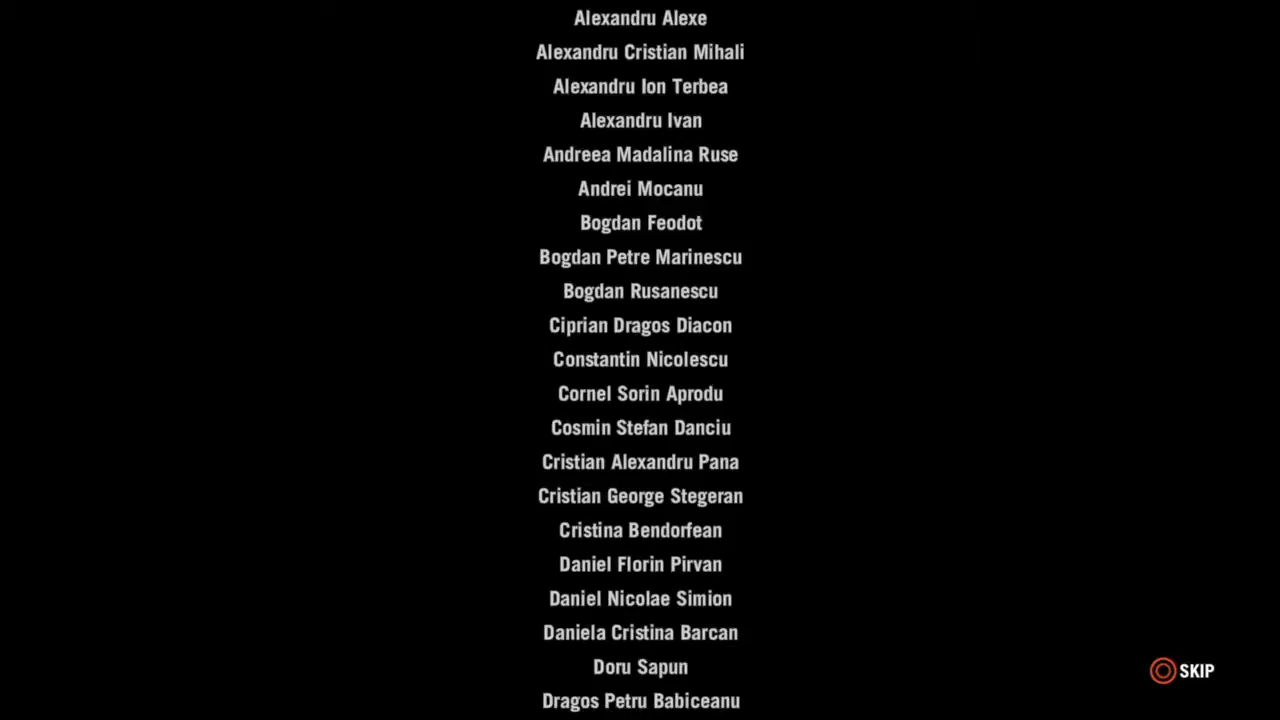 Alexandru Alexe
Alexandru Cristian Mihali
Alexandru Ion Terbea
Alexandru Ivan
Andreea Madalina Ruse
Andrei Mocanu
Bogdan Feodot
Bogdan Petre Marinescu
Bogdan Rusanescu
Ciprian Dragos Diacon
Constantin Nicolescu
Cornel Sorin Aprodu
Cosmin Stefan Danciu
Cristian Alexandru Pana
Cristian George Stegeran
Cristina Bendorfean
Daniel Florin Pirvan
Daniel Nicolae Simion
Daniela Cristina Barcan
Doru Sapun
SKIP
Dragos Petru Babiceanu